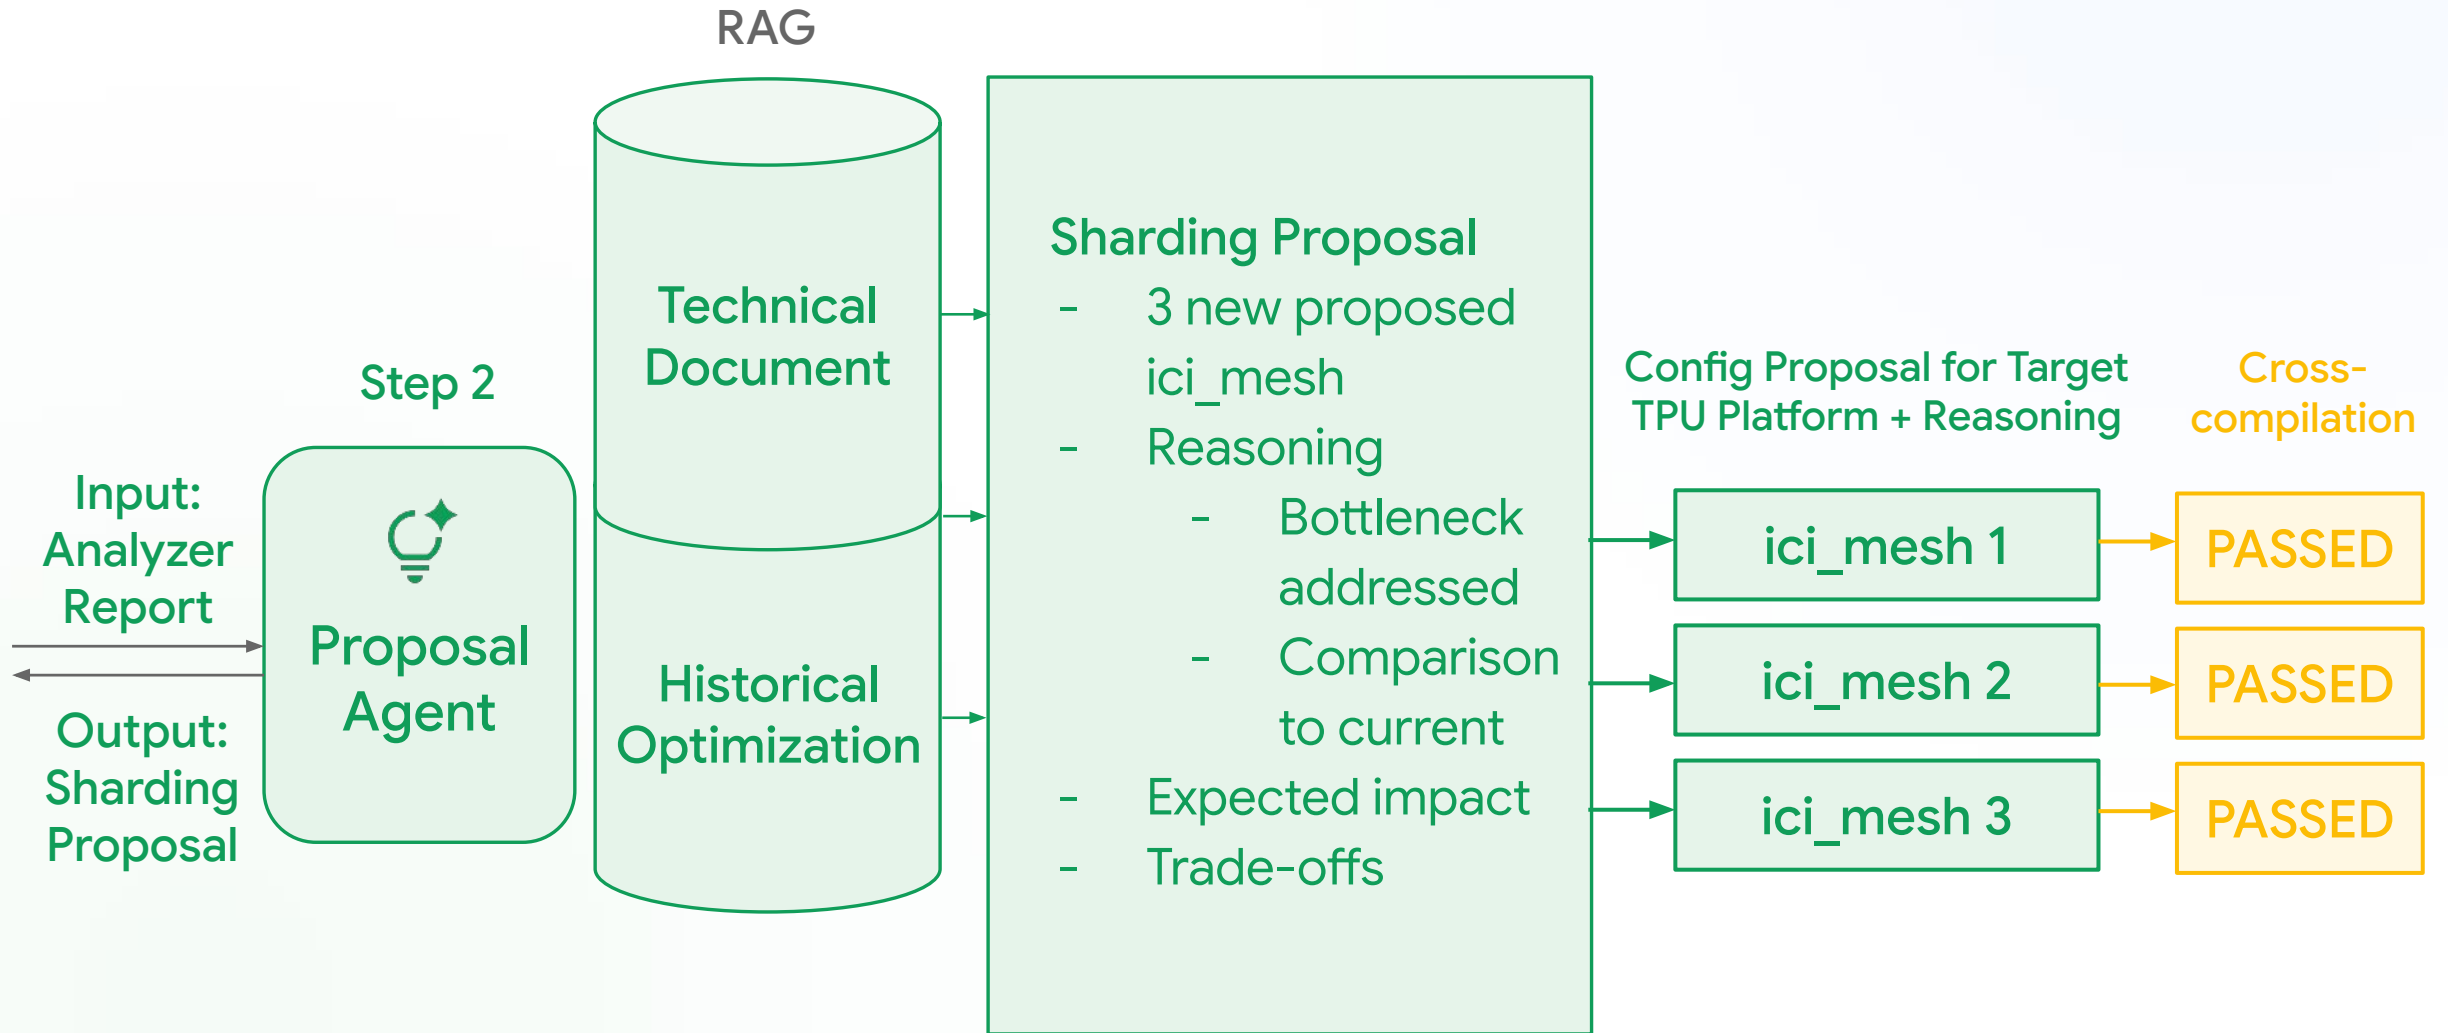 RAG
Step 2
Input:
Analyzer
Report
Proposal
Agent
Output:
Sharding
Proposal
Technical
Document
Historical
Optimization
Sharding Proposal
- 3 new proposed
ici_mesh
- Reasoning
- Bottleneck
addressed
- Comparison
to current
- Expected impact
- Trade-offs
Config Proposal for Target
TPU Platform + Reasoning
ici_mesh 1
ici_mesh 2
ici_mesh 3
Cross-
compilation
PASSED
PASSED
PASSED